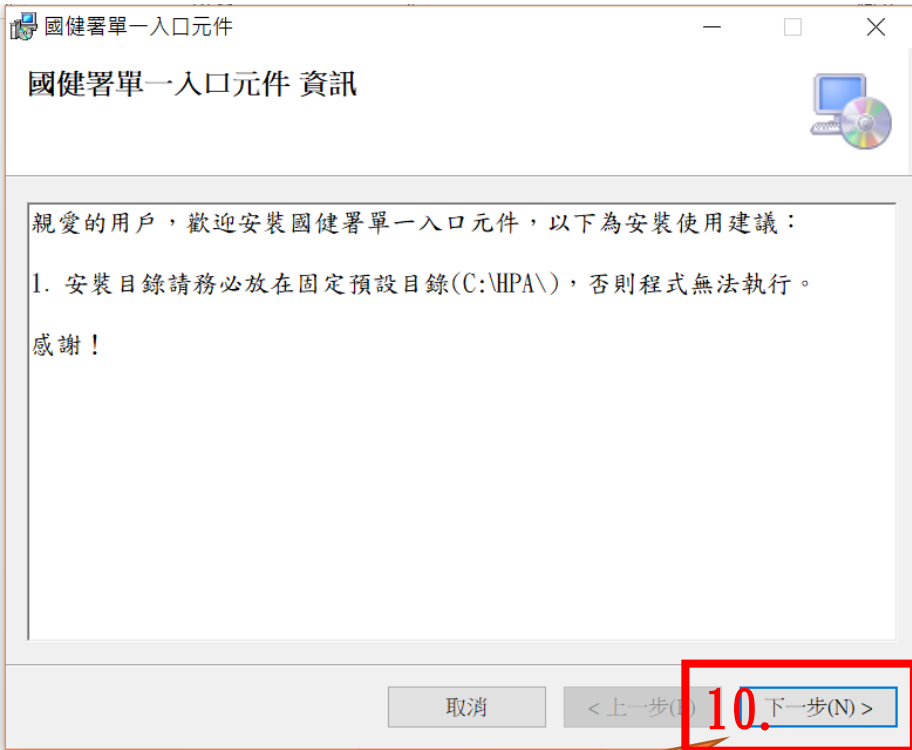 國健署單一入口元件
國健署單一入口元件 資訊
親愛的用戶，歡迎安裝國健署單一入口元件，以下為安裝使用建議：
1. 安裝目錄請務必放在固定預設目錄(C:\HPA\)，否則程式無法執行。
感謝！
取消
<上一步(
10.
下一步(N) >